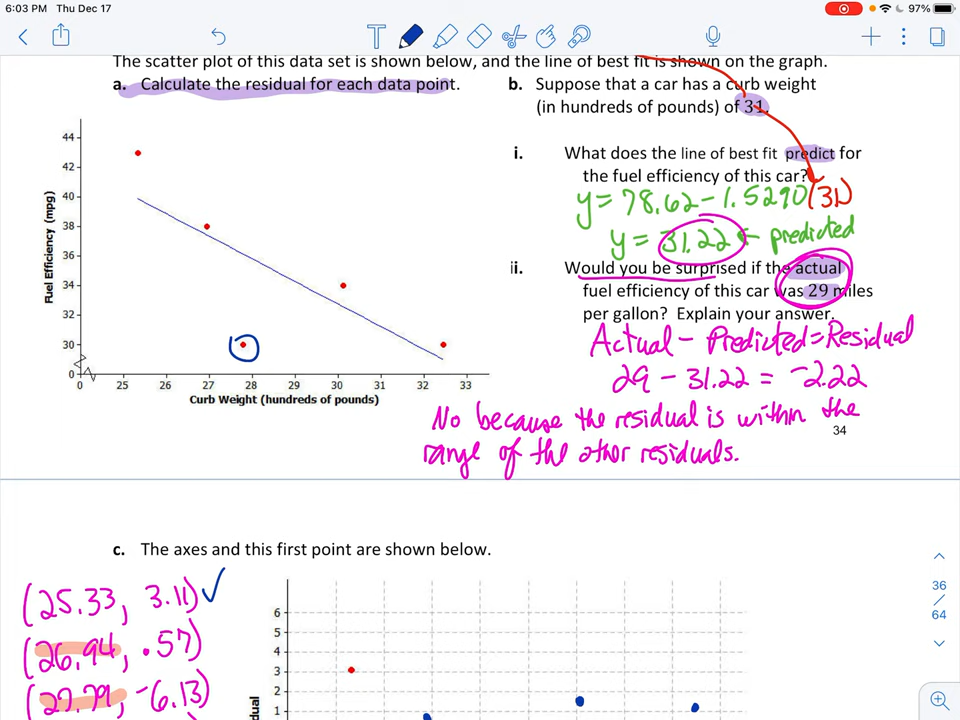 6:03 PM Thu Dec 17
97%
The scatter plot of this data set is shown below, and the line of best fit is shown on the graph.
a. Calculate the residual for each data point.
44
42
40
38
36
34
32
30
0
Fuel Efficiency (mpg)
0 25 26 27 28 29 30 31 32 33
Curb Weight (hundreds of pounds)
b. Suppose that a car has a curb weight
(in hundreds of pounds) of 31.
i. What does the line of best fit predict for
the fuel efficiency of this car?
y = 78.62 - 1.5290(31)
y = 31.22 ← predicted
ii. Would you be surprised if the actual
fuel efficiency of this car was 29 miles
per gallon? Explain your answer.
Actual - Predicted = Residual
29 - 31.22 = -2.22
No because the residual is within the
range of the other residuals.
34
c. The axes and this first point are shown below.
(25.33, 3.11) ✓
(26.94, .57)
(27.79, -6.13)
6
5
4
3
2
1
36
/
64